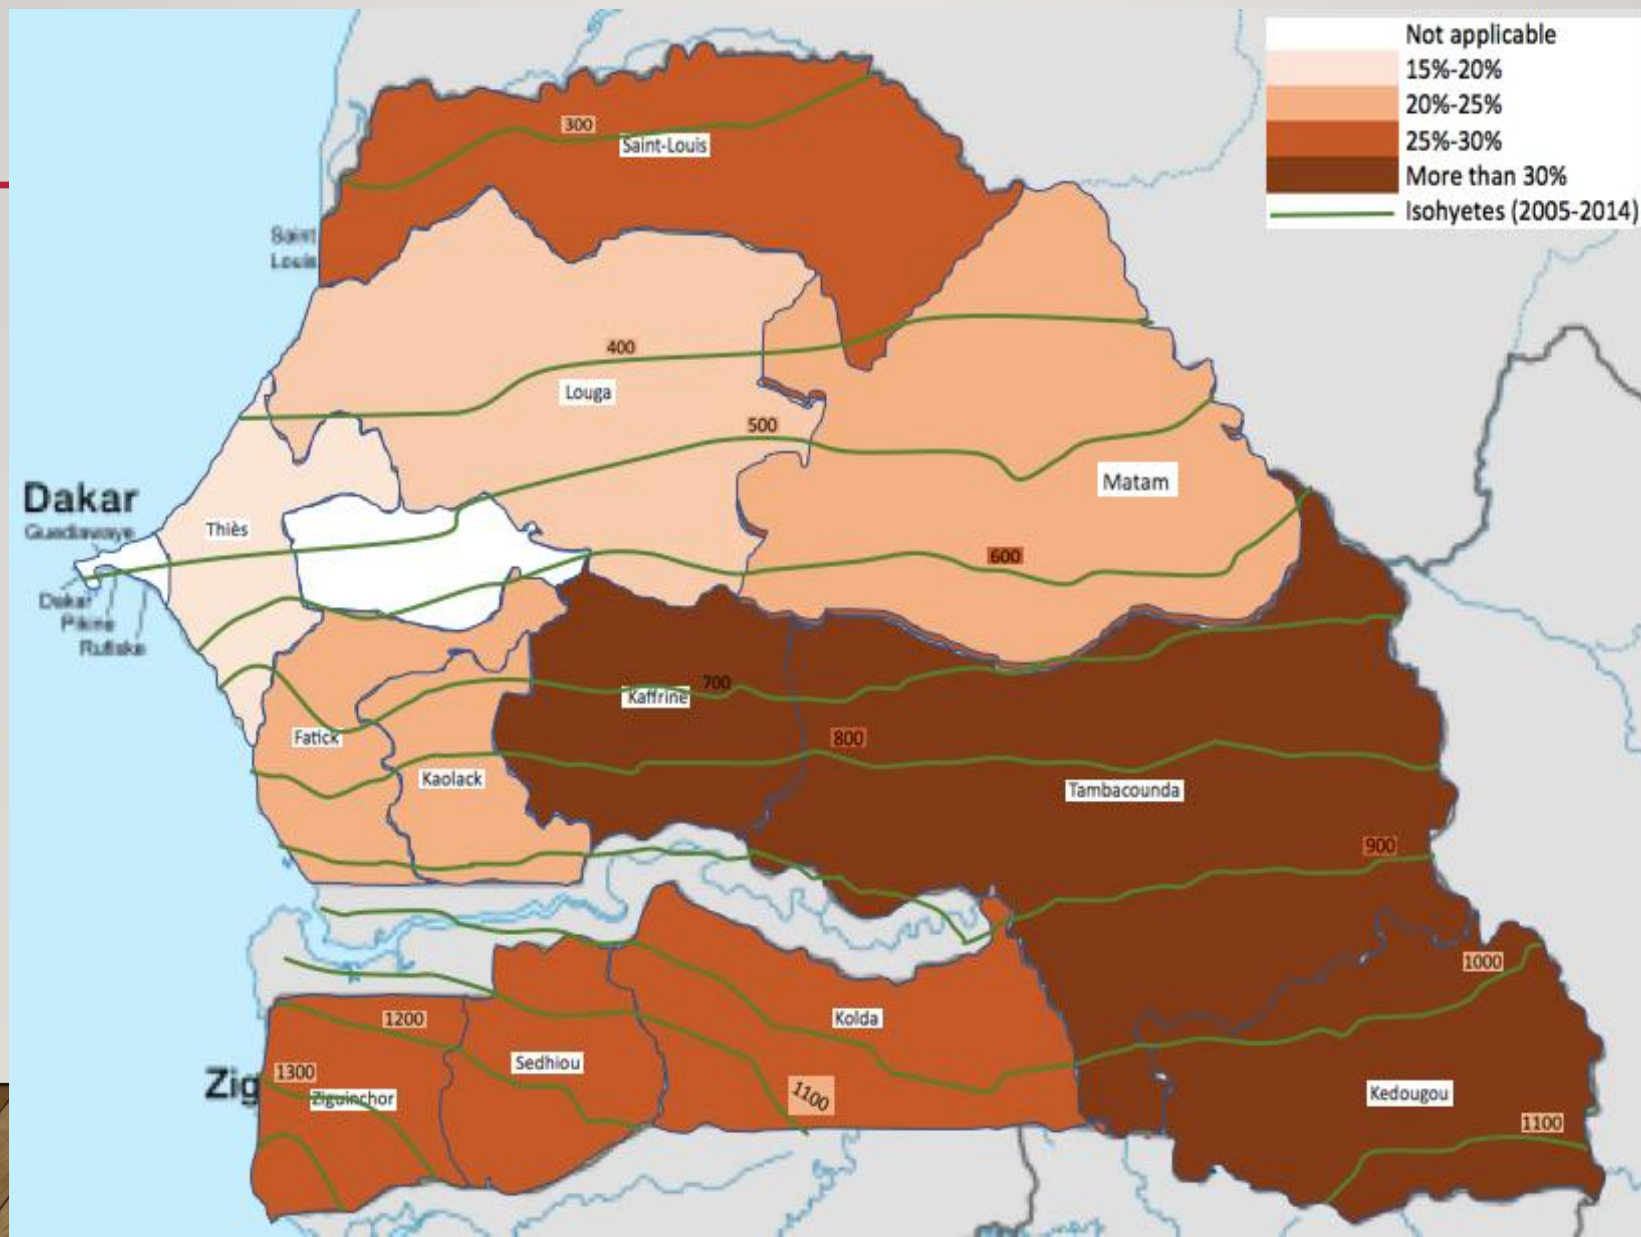 Not applicable
15%-20%
20%-25%
25%-30%
More than 30%
Isohyetes (2005-2014)
300
Saint-Louis
Saint
Louis
400
Louga
500
Matam
Dakar
Guediawaye
Thiès
600
Dakar
Pikine
Rufiske
700
Kaffrine
Fatick
800
Kaolack
Tambacounda
900
1000
1200
Kolda
Sedhiou
1300
Zig
Ziguinchor
1100
Kedougou
1100